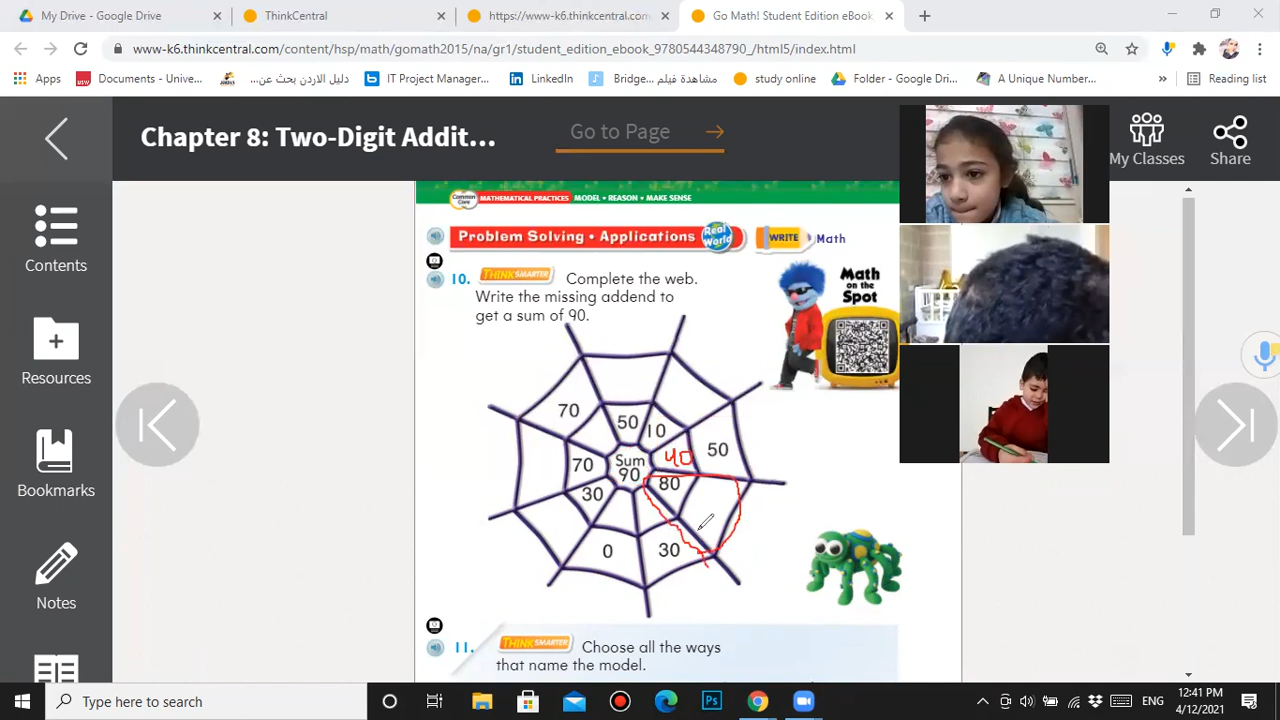 My Drive - Google Drive
ThinkCentral
https://www-k6.thinkcentral.com
Go Math! Student Edition eBook
www-k6.thinkcentral.com/content/hsp/math/gomath2015/na/gr1/student_edition_ebook_9780544348790_/html5/index.html
Apps
Documents - Unive...
دليل الاردن بحث عن...
IT Project Manager...
LinkedIn
Bridge... مشاهدة فيلم
study online
Folder - Google Dri...
A Unique Number...
»
Reading list
Chapter 8: Two-Digit Addit...
Go to Page
My Classes
Share
Contents
Resources
Bookmarks
Notes
Common Core
MATHEMATICAL PRACTICES MODEL • REASON • MAKE SENSE
Problem Solving • Applications
Real World
WRITE Math
10. THINK SMARTER Complete the web.
Write the missing addend to
get a sum of 90.
Math
on the
Spot
70
50
10
50
70
Sum
90
40
80
30
0
30
11. THINK SMARTER Choose all the ways
that name the model.
Type here to search
ENG
12:41 PM
4/12/2021